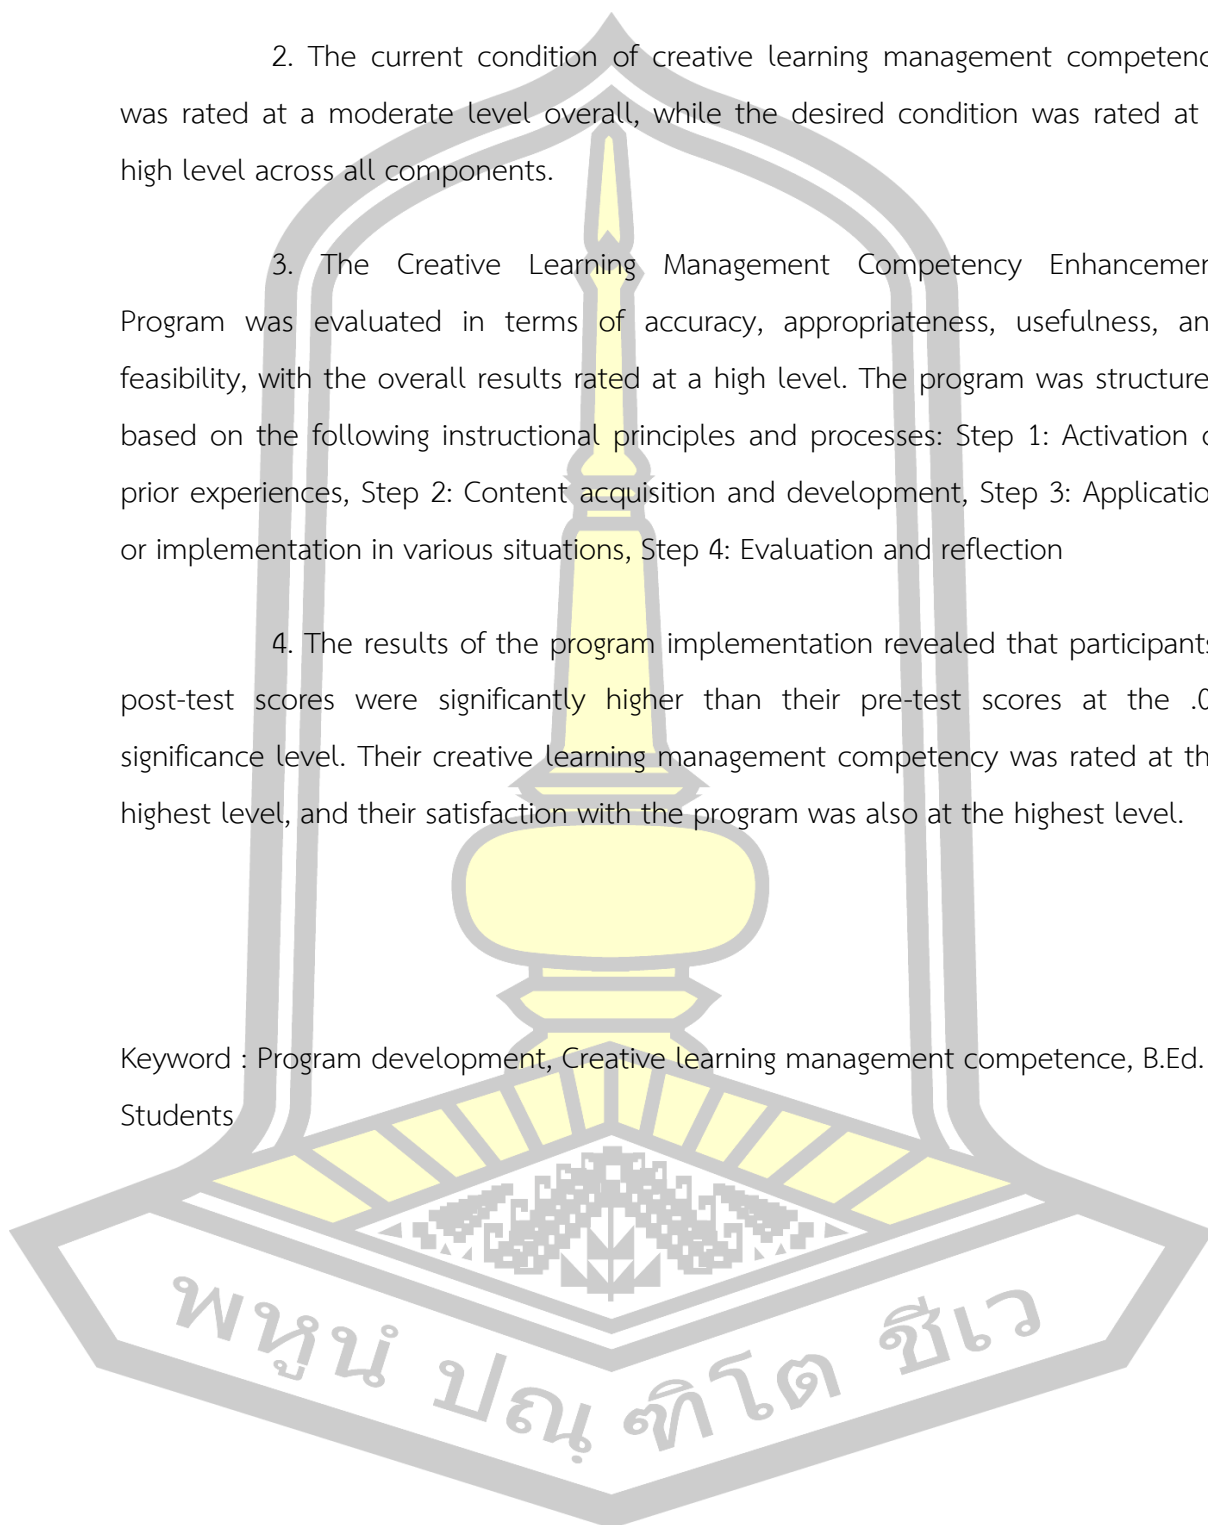 2. The current condition of creative learning management competenc
was rated at a moderate level overall, while the desired condition was rated at
high level across all components.
3. The Creative Learning Management Competency Enhancemen
Program was evaluated in terms of accuracy, appropriateness, usefulness, an
feasibility, with the overall results rated at a high level. The program was structure
based on the following instructional principles and processes: Step 1: Activation o
prior experiences, Step 2: Content acquisition and development, Step 3: Applicatio
or implementation in various situations, Step 4: Evaluation and reflection
4. The results of the program implementation revealed that participants
post-test scores were significantly higher than their pre-test scores at the .0
significance level. Their creative learning management competency was rated at th
highest level, and their satisfaction with the program was also at the highest level.
Keyword : Program development, Creative learning management competence, B.Ed.
Students
พหูนํ ปณฺฑิโต ชีเว